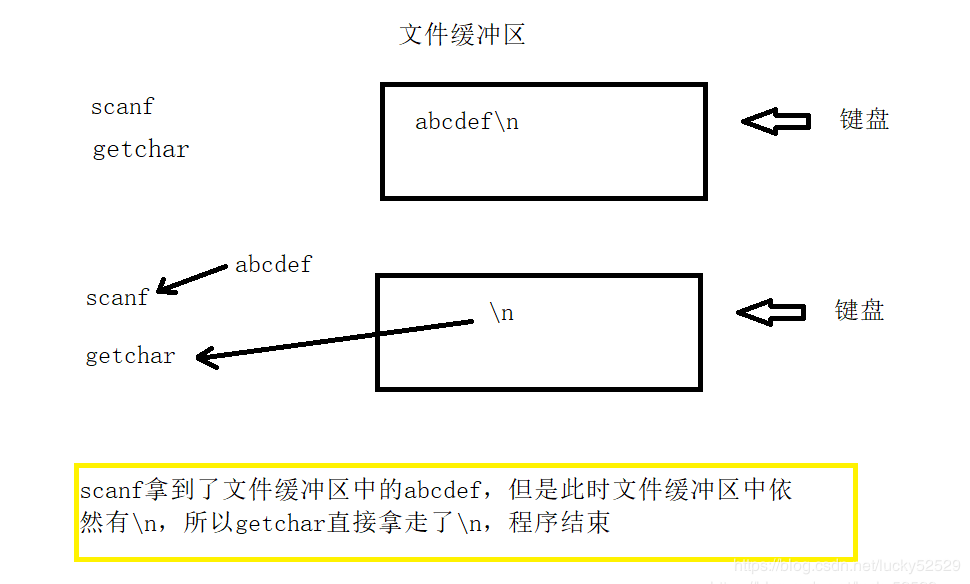 文件缓冲区
scanf
abcdef\n
键盘
getchar
abcdef
scanf
\n
键盘
getchar
scanf拿到了文件缓冲区中的abcdef，但是此时文件缓冲区中依
然有\n，所以getchar直接拿走了\n，程序结束
https://blog.csdn.net/lucky52529